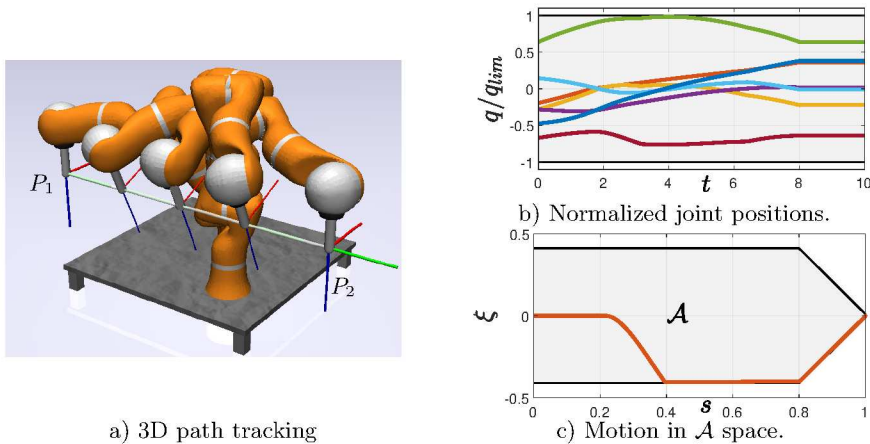 P₁
P₂
a) 3D path tracking
1
0.5
0
-0.5
-1
q/q_lim
0 2 4 6 8 10
t
b) Normalized joint positions.
0.5
0
-0.5
ξ
𝒜
0 0.2 0.4 0.6 0.8 1
s
c) Motion in 𝒜 space.